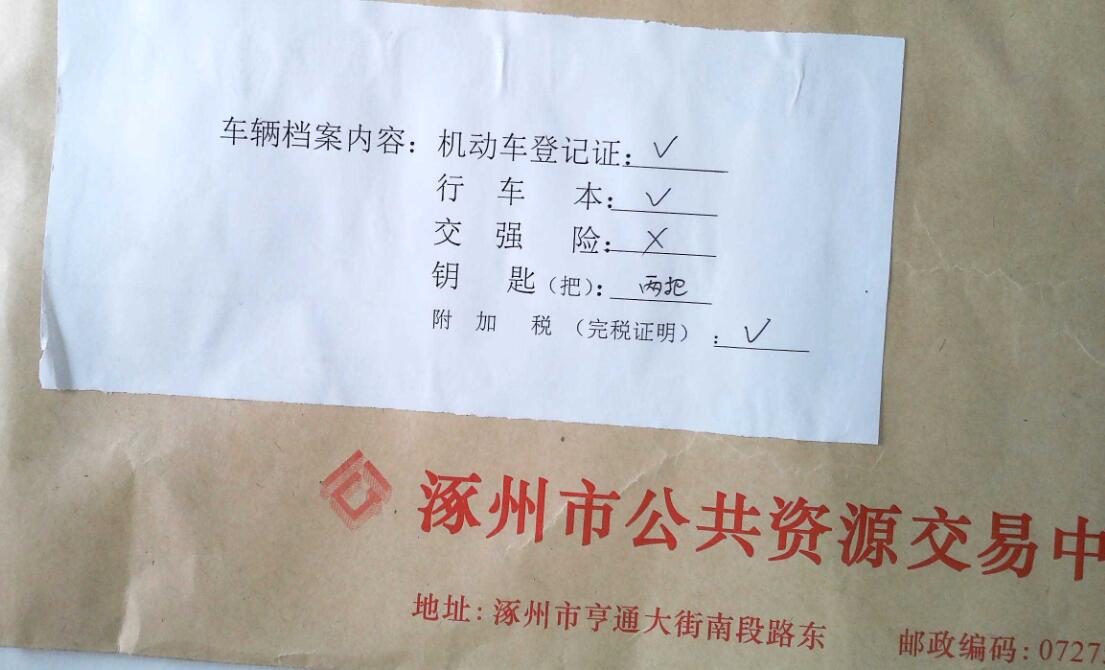 车辆档案内容：机动车登记证：✓
行车本：✓
交强险：✗
钥匙（把）：两把
附加税（完税证明）：✓
涿州市公共资源交易中
地址：涿州市亨通大街南段路东
邮政编码：0727